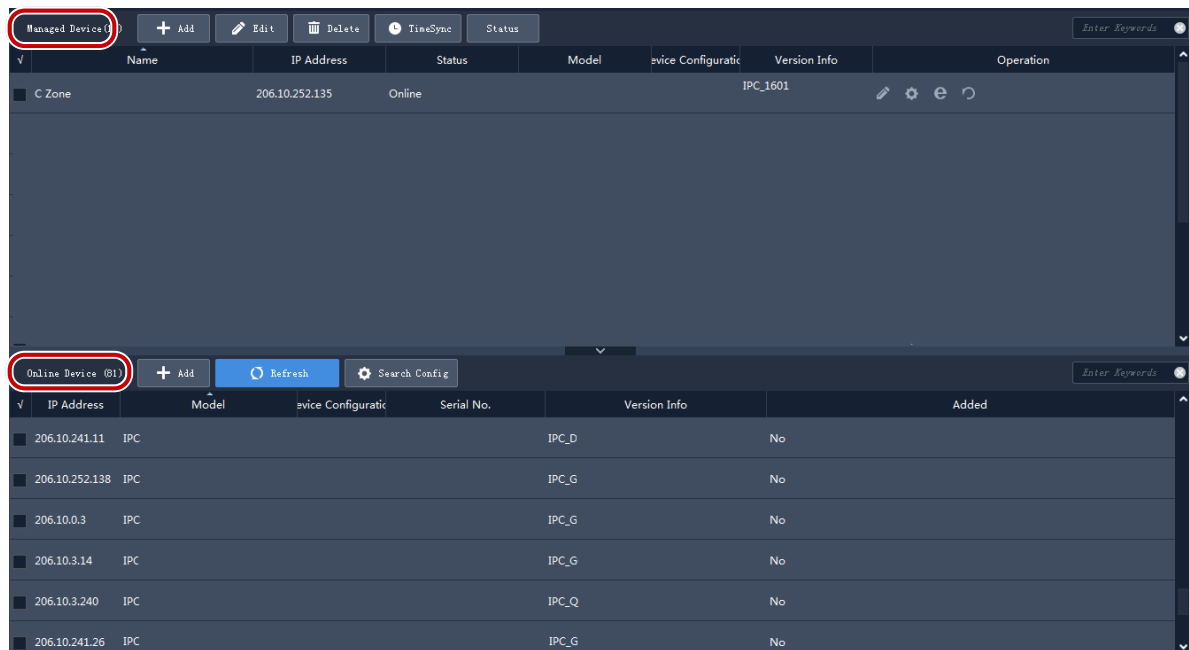 Managed Device( Add Edit Delete TimeSync Status Enter Keywords
√ Name IP Address Status Model evice Configuratic Version Info Operation
C Zone 206.10.252.135 Online IPC_1601
Online Device (81) Add Refresh Search Config Enter Keywords
√ IP Address Model evice Configuratic Serial No. Version Info Added
206.10.241.11 IPC IPC_D No
206.10.252.138 IPC IPC_G No
206.10.0.3 IPC IPC_G No
206.10.3.14 IPC IPC_G No
206.10.3.240 IPC IPC_Q No
206.10.241.26 IPC IPC_G No